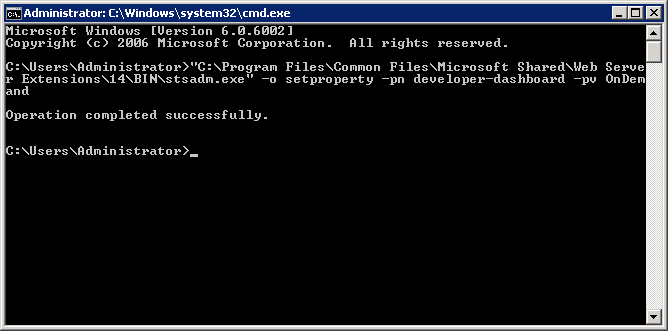 Administrator: C:\Windows\system32\cmd.exe
Microsoft Windows [Version 6.0.6002]
Copyright (c) 2006 Microsoft Corporation.  All rights reserved.
C:\Users\Administrator>"C:\Program Files\Common Files\Microsoft Shared\Web Serve
r Extensions\14\BIN\stsadm.exe" -o setproperty -pn developer-dashboard -pv OnDem
and
Operation completed successfully.
C:\Users\Administrator>_